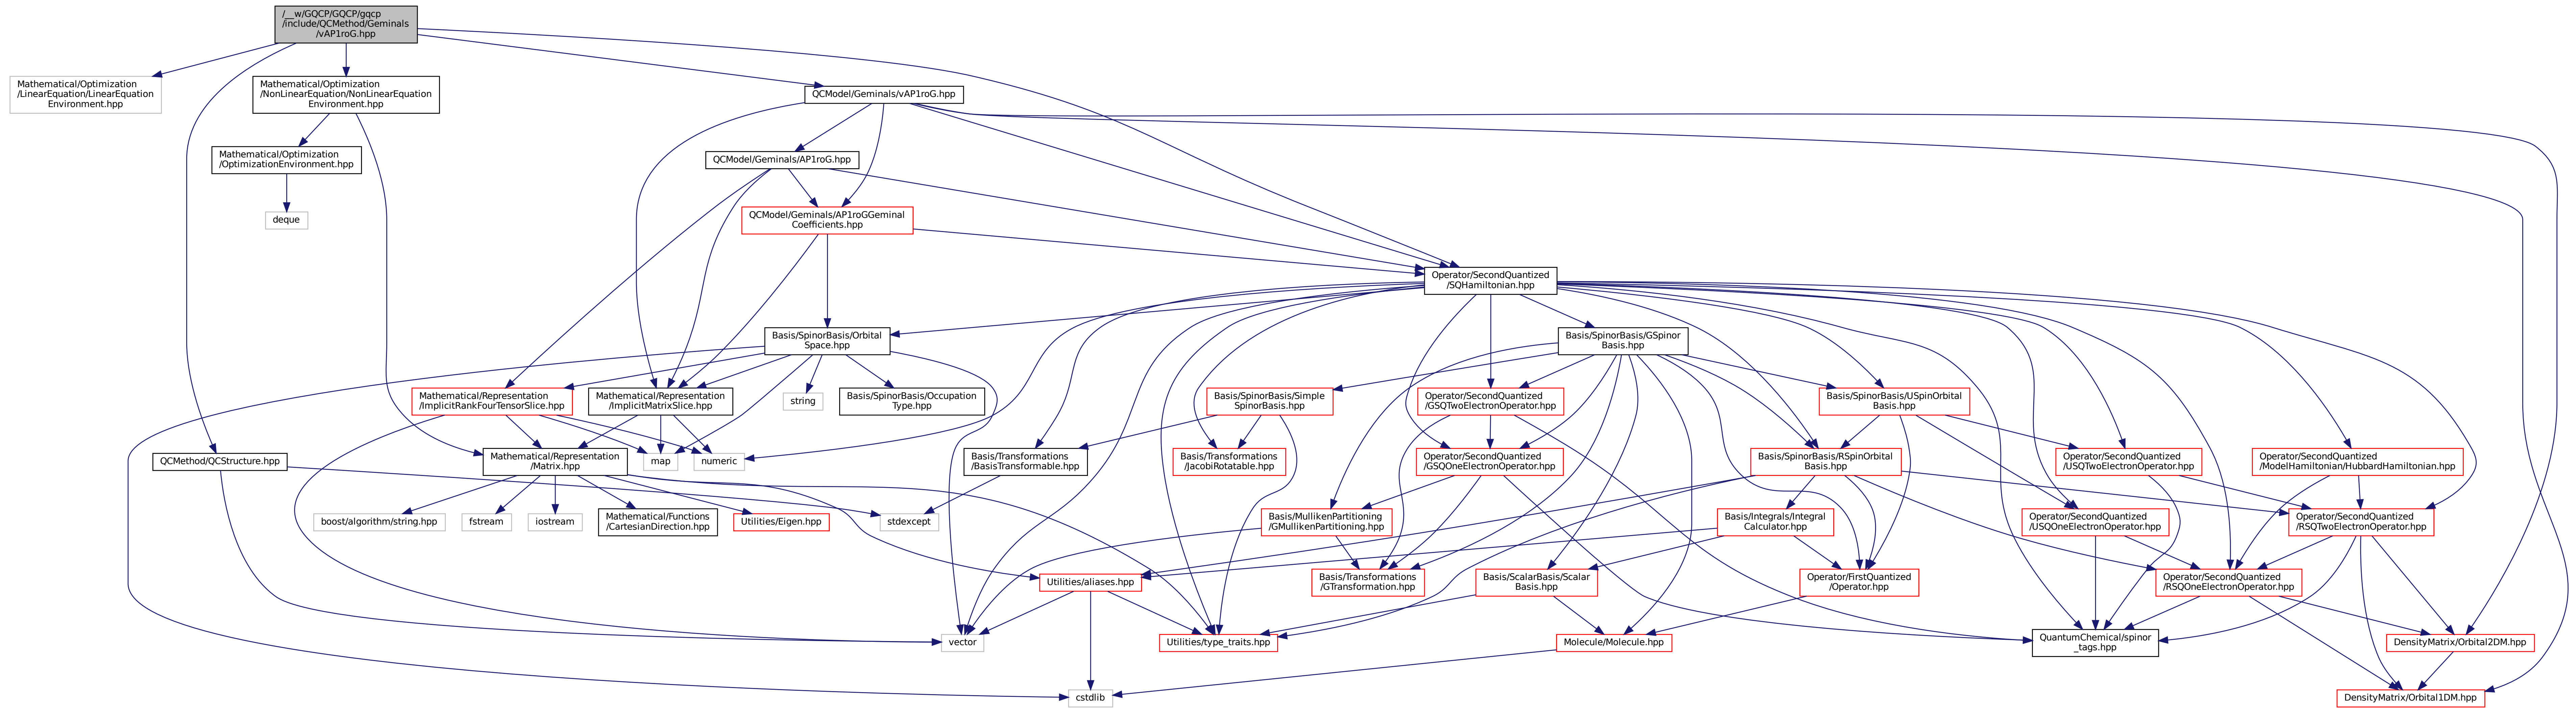 /__w/GQCP/GQCP/gqcp
/include/QCMethod/Geminals
/vAP1roG.hpp
Mathematical/Optimization
/LinearEquation/LinearEquation
Environment.hpp
Mathematical/Optimization
/NonLinearEquation/NonLinearEquation
Environment.hpp
QCModel/Geminals/vAP1roG.hpp
Mathematical/Optimization
/OptimizationEnvironment.hpp
QCModel/Geminals/AP1roG.hpp
deque
QCModel/Geminals/AP1roGGeminal
Coefficients.hpp
Operator/SecondQuantized
/SQHamiltonian.hpp
Basis/SpinorBasis/Orbital
Space.hpp
Basis/SpinorBasis/GSpinor
Basis.hpp
Mathematical/Representation
/ImplicitRankFourTensorSlice.hpp
Mathematical/Representation
/ImplicitMatrixSlice.hpp
string
Basis/SpinorBasis/Occupation
Type.hpp
Basis/SpinorBasis/Simple
SpinorBasis.hpp
Operator/SecondQuantized
/GSQTwoElectronOperator.hpp
Basis/SpinorBasis/USpinOrbital
Basis.hpp
QCMethod/QCStructure.hpp
Mathematical/Representation
/Matrix.hpp
map
numeric
Basis/Transformations
/BasisTransformable.hpp
Basis/Transformations
/JacobiRotatable.hpp
Operator/SecondQuantized
/GSQOneElectronOperator.hpp
Basis/SpinorBasis/RSpinOrbital
Basis.hpp
Operator/SecondQuantized
/USQTwoElectronOperator.hpp
Operator/SecondQuantized
/ModelHamiltonian/HubbardHamiltonian.hpp
boost/algorithm/string.hpp
fstream
iostream
Mathematical/Functions
/CartesianDirection.hpp
Utilities/Eigen.hpp
stdexcept
Basis/MullikenPartitioning
/GMullikenPartitioning.hpp
Basis/Integrals/Integral
Calculator.hpp
Operator/SecondQuantized
/USQOneElectronOperator.hpp
Operator/SecondQuantized
/RSQTwoElectronOperator.hpp
Utilities/aliases.hpp
Basis/Transformations
/GTransformation.hpp
Basis/ScalarBasis/Scalar
Basis.hpp
Operator/FirstQuantized
/Operator.hpp
Operator/SecondQuantized
/RSQOneElectronOperator.hpp
vector
Utilities/type_traits.hpp
Molecule/Molecule.hpp
QuantumChemical/spinor
_tags.hpp
DensityMatrix/Orbital2DM.hpp
cstdlib
DensityMatrix/Orbital1DM.hpp